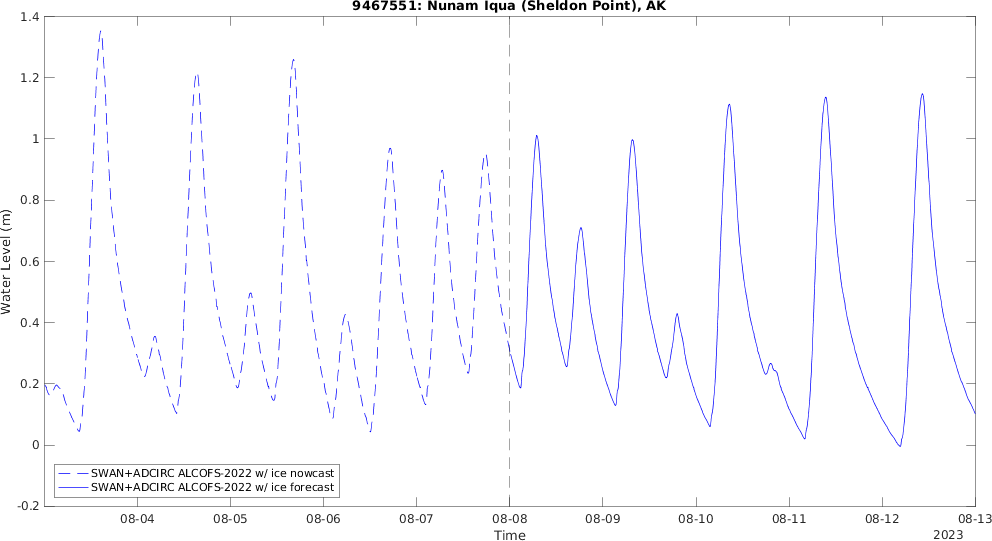 9467551: Nunam Iqua (Sheldon Point), AK
1.4
1.2
1
0.8
0.6
0.4
0.2
0
-0.2
Water Level (m)
SWAN+ADCIRC ALCOFS-2022 w/ ice nowcast
SWAN+ADCIRC ALCOFS-2022 w/ ice forecast
08-04 08-05 08-06 08-07 08-08 08-09 08-10 08-11 08-12 08-13
Time
2023